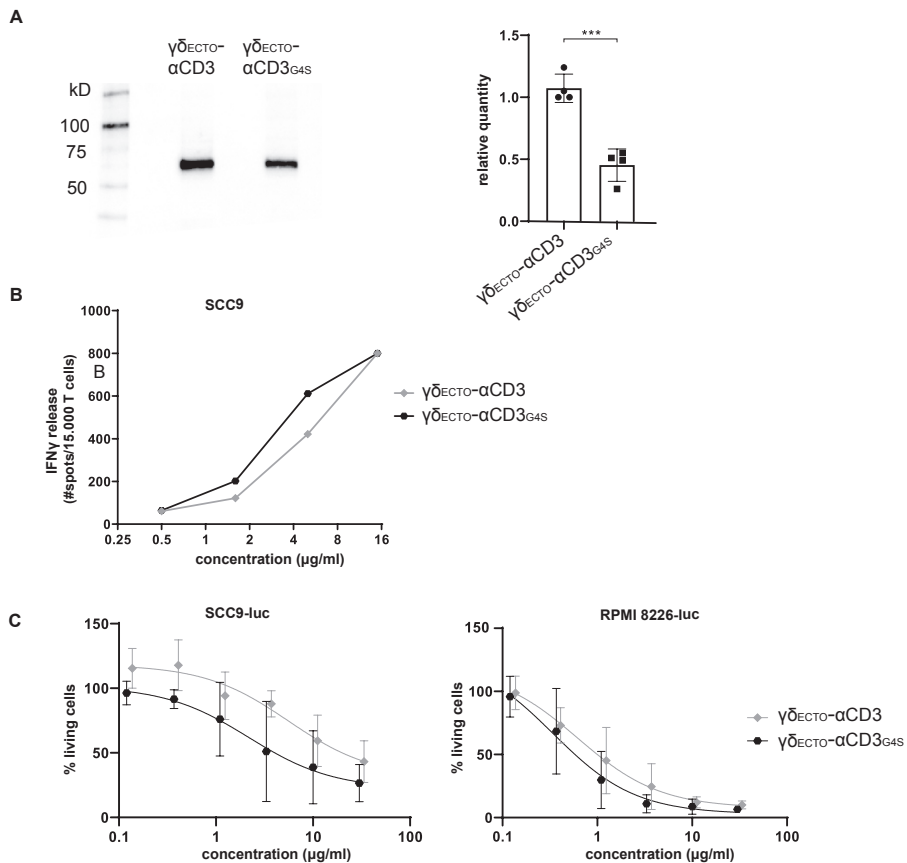 A
γδECTO-
αCD3
γδECTO-
αCD3G4S
kD
100
75
50
***
1.5
1.0
0.5
0.0
relative quantity
γδECTO-αCD3
γδECTO-αCD3G4S
B
SCC9
1000
800
600
400
200
0
B
IFNγ release
(#spots/15.000 T cells)
0.25 0.5 1 2 4 8 16
concentration (µg/ml)
γδECTO-αCD3
γδECTO-αCD3G4S
C
SCC9-luc
150
100
50
0
% living cells
0.1 1 10 100
concentration (µg/ml)
RPMI 8226-luc
150
100
50
0
% living cells
0.1 1 10 100
concentration (µg/ml)
γδECTO-αCD3
γδECTO-αCD3G4S